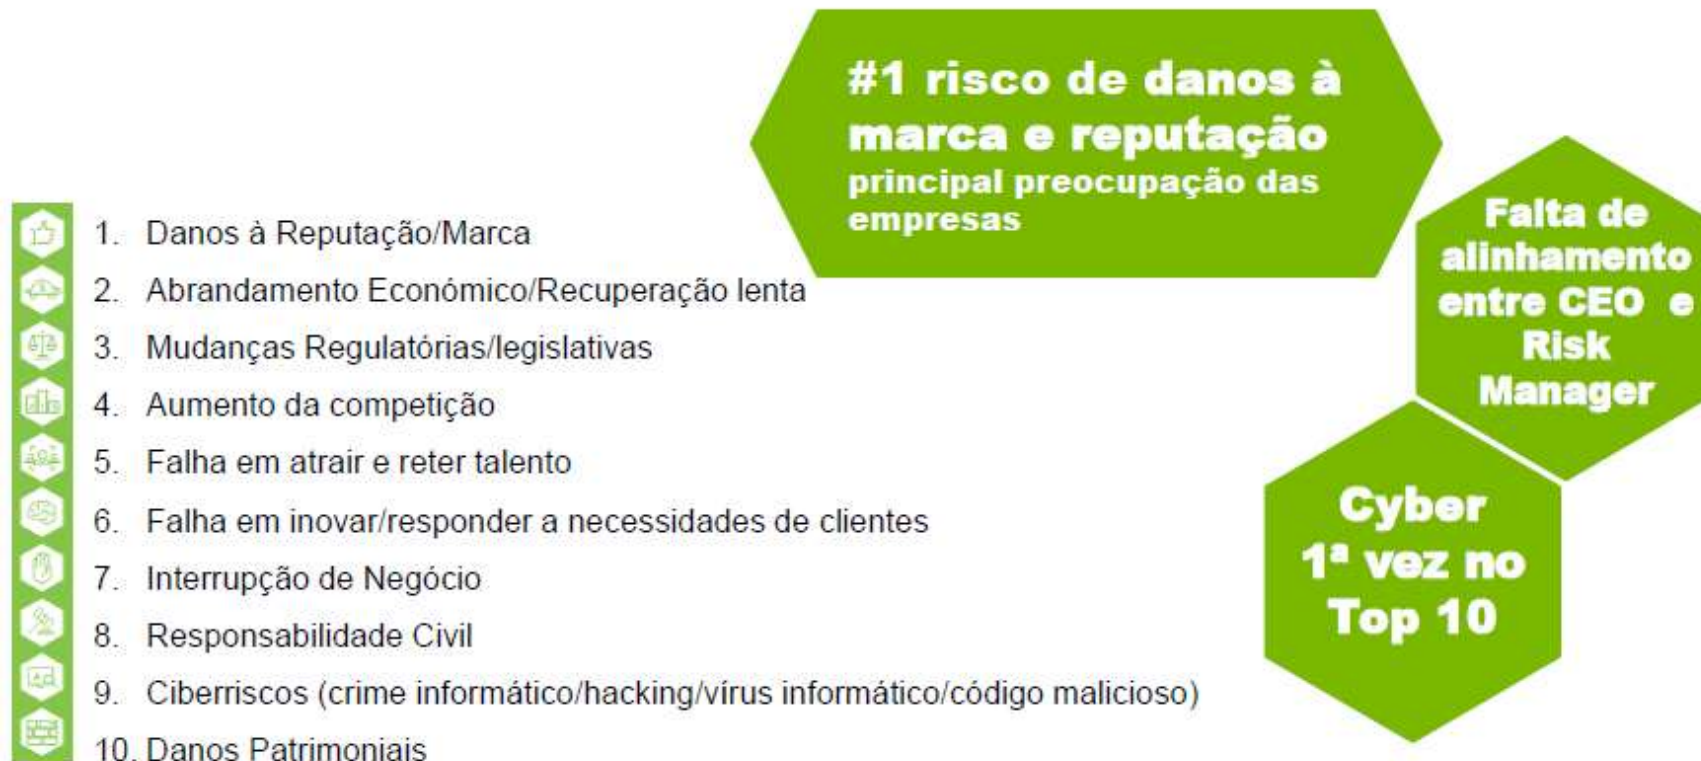 #1 risco de danos à
marca e reputação
principal preocupação das
empresas
Falta de
alinhamento
entre CEO e
Risk
Manager
Cyber
1ª vez no
Top 10
1. Danos à Reputação/Marca
2. Abrandamento Económico/Recuperação lenta
3. Mudanças Regulatórias/legislativas
4. Aumento da competição
5. Falha em atrair e reter talento
6. Falha em inovar/responder a necessidades de clientes
7. Interrupção de Negócio
8. Responsabilidade Civil
9. Ciberriscos (crime informático/hacking/vírus informático/código malicioso)
10. Danos Patrimoniais